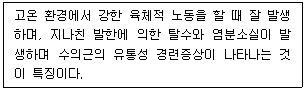 고온 환경에서 강한 육체적 노동을 할 때 잘 발생
하며, 지나친 발한에 의한 탈수와 염분소실이 발
생하며 수의근의 유통성 경련증상이 나타나는 것
이 특징이다.